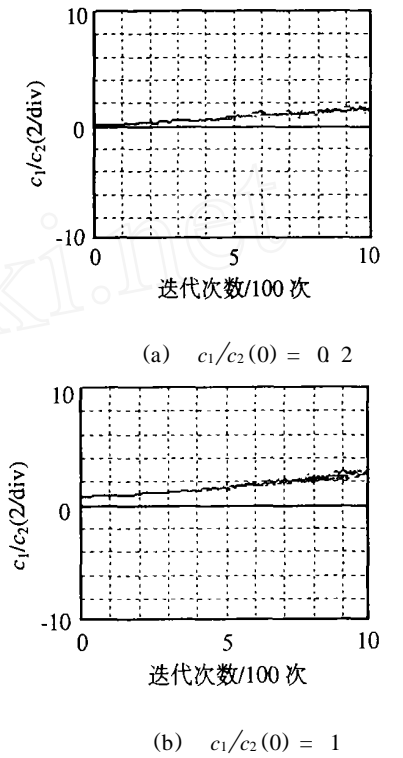 10
c1/c2(2/div)
0
-10
0 5 10
迭代次数/100 次
(a) c1/c2(0) = 0 2
10
c1/c2(2/div)
0
-10
0 5 10
迭代次数/100 次
(b) c1/c2(0) = 1
ki.net